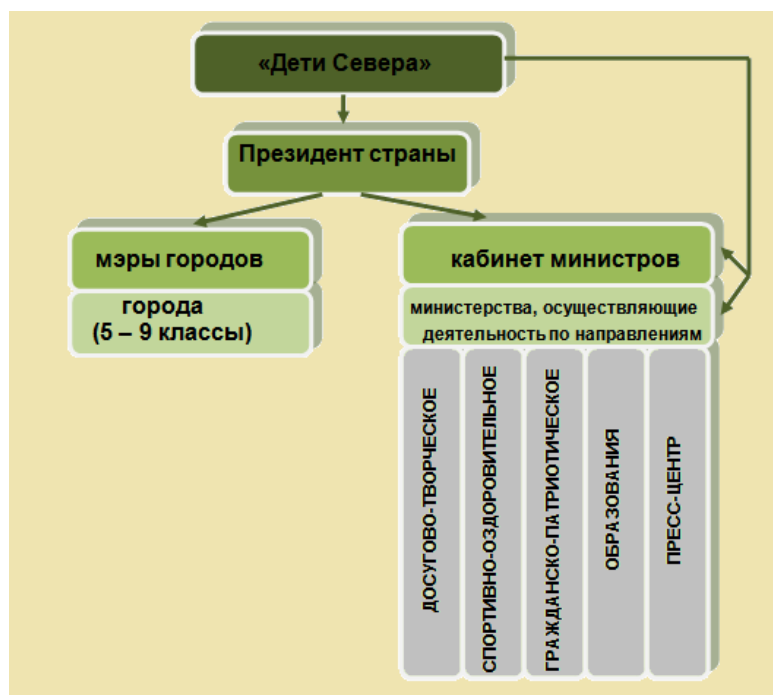 «Дети Севера»
Президент страны
мэры городов
города
(5 – 9 классы)
кабинет министров
министерства, осуществляющие
деятельность по направлениям
ДОСУГОВО-ТВОРЧЕСКОЕ
СПОРТИВНО-ОЗДОРОВИТЕЛЬНОЕ
ГРАЖДАНСКО-ПАТРИОТИЧЕСКОЕ
ОБРАЗОВАНИЯ
ПРЕСС-ЦЕНТР